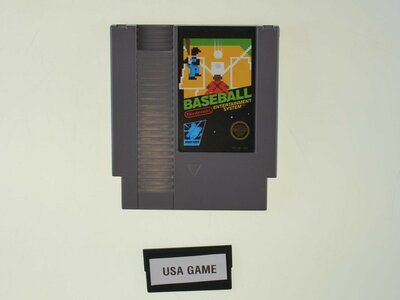 BASEBALL
Nintendo
ENTERTAINMENT
SYSTEM
USA GAME